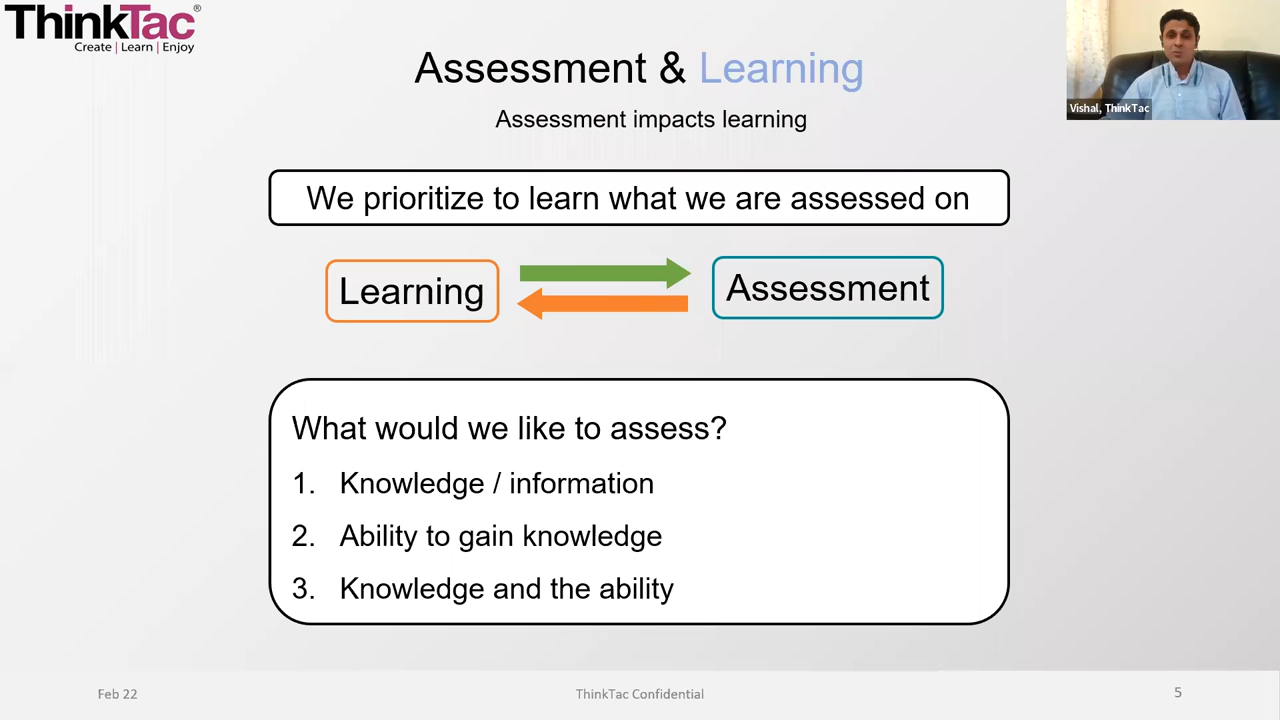 ThinkTac®
Create | Learn | Enjoy
Assessment & Learning
Assessment impacts learning
Vishal, ThinkTac
We prioritize to learn what we are assessed on
Learning
Assessment
What would we like to assess?
1. Knowledge / information
2. Ability to gain knowledge
3. Knowledge and the ability
Feb 22
ThinkTac Confidential
5